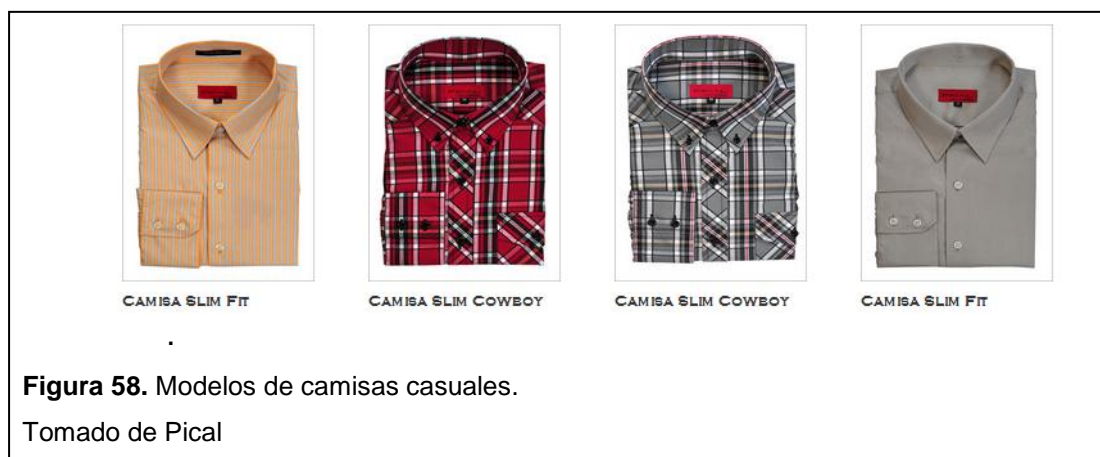 CAMISA SLIM FIT
CAMISA SLIM COWBOY
CAMISA SLIM COWBOY
CAMISA SLIM FIT
.
Figura 58. Modelos de camisas casuales.
Tomado de Pical